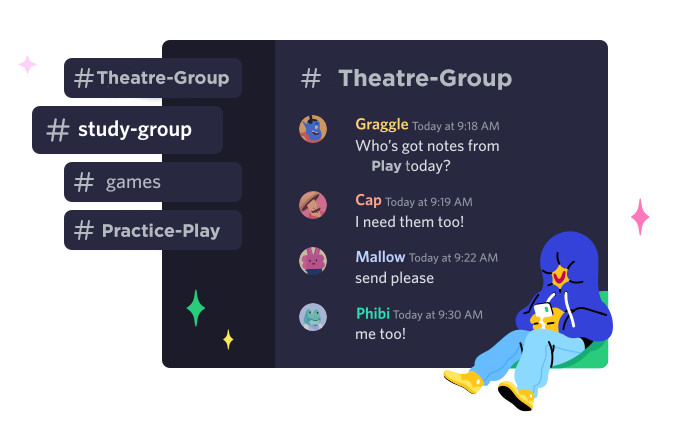 # Theatre-Group
# study-group
# games
# Practice-Play
# Theatre-Group
Graggle Today at 9:18 AM
Who's got notes from
Play today?
Cap Today at 9:19 AM
I need them too!
Mallow Today at 9:22 AM
send please
Phibi Today at 9:30 AM
me too!